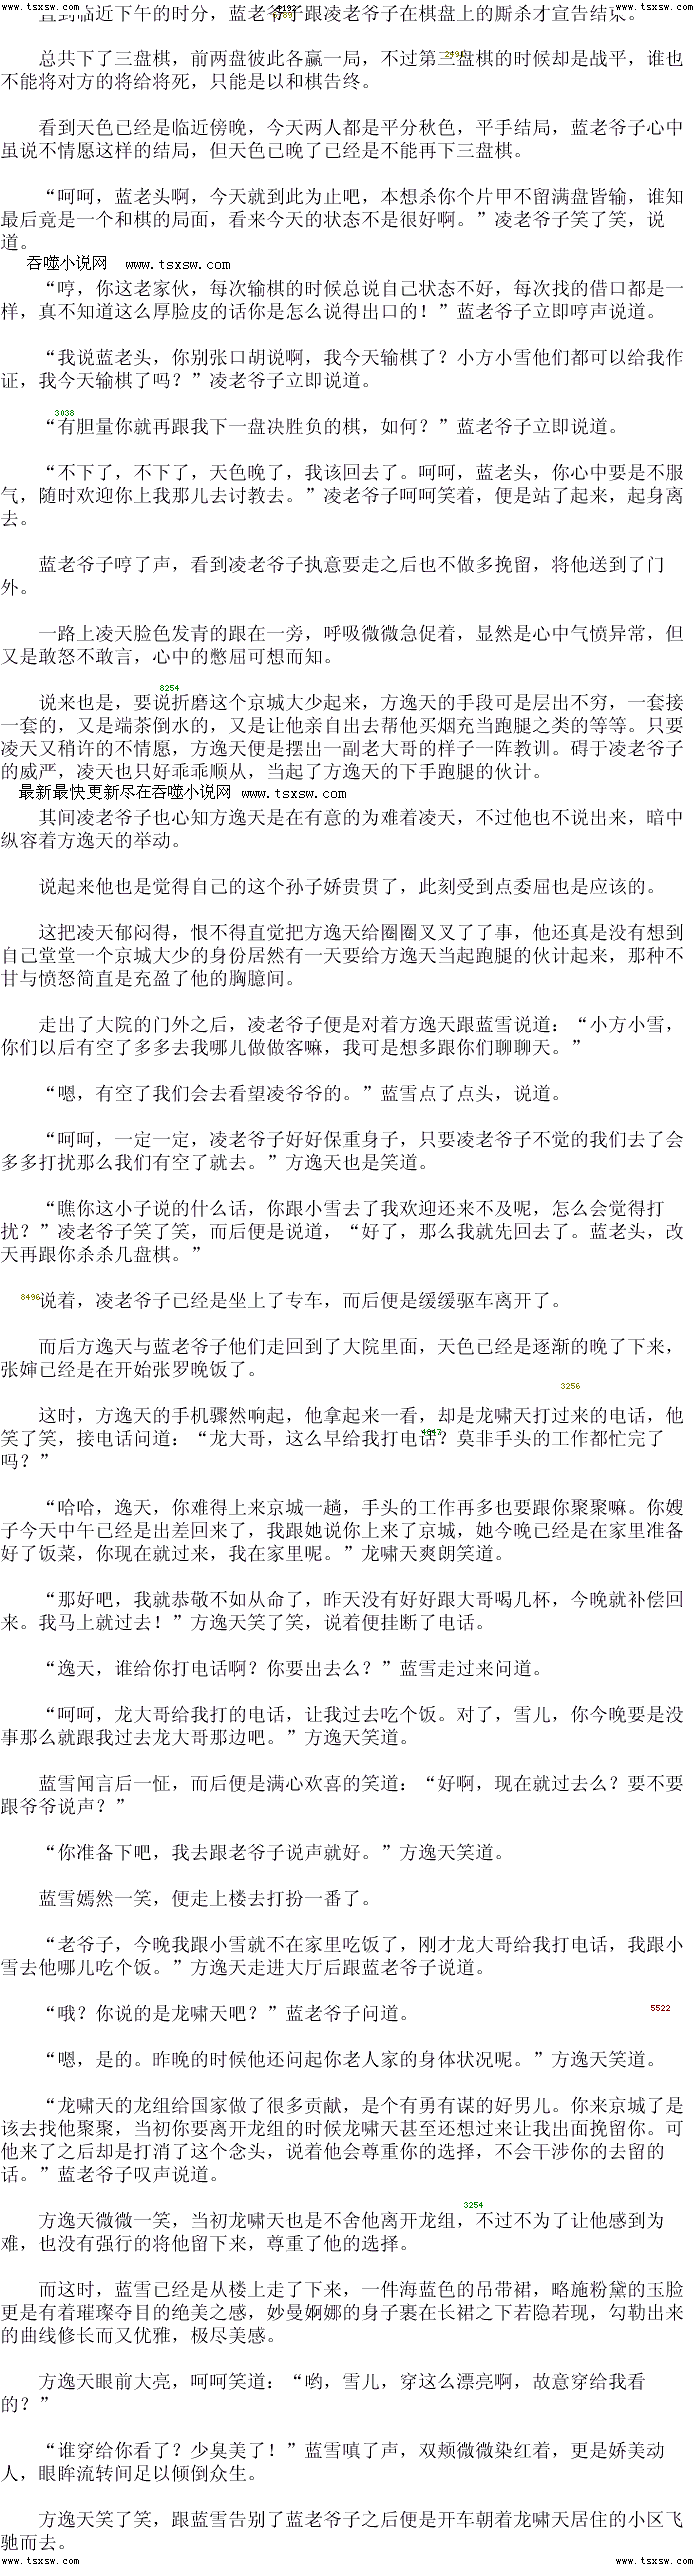 www.tsxsw.com www.tsxsw.com
直到临近下午的时分，蓝老爷子跟凌老爷子在棋盘上的厮杀才宣告结束。
总共下了三盘棋，前两盘彼此各赢一局，不过第三盘棋的时候却是战平，谁也
不能将对方的将给将死，只能是以和棋告终。
看到天色已经是临近傍晚，今天两人都是平分秋色，平手结局，蓝老爷子心中
虽说不情愿这样的结局，但天色已晚了已经是不能再下三盘棋。
“呵呵，蓝老头啊，今天就到此为止吧，本想杀你个片甲不留满盘皆输，谁知
最后竟是一个和棋的局面，看来今天的状态不是很好啊。”凌老爷子笑了笑，说
道。
吞噬小说网 www.tsxsw.com
“哼，你这老家伙，每次输棋的时候总说自己状态不好，每次找的借口都是一
样，真不知道这么厚脸皮的话你是怎么说得出口的！”蓝老爷子立即哼声说道。
“我说蓝老头，你别张口胡说啊，我今天输棋了？小方小雪他们都可以给我作
证，我今天输棋了吗？”凌老爷子立即说道。
3038
“有胆量你就再跟我下一盘决胜负的棋，如何？”蓝老爷子立即说道。
“不下了，不下了，天色晚了，我该回去了。呵呵，蓝老头，你心中要是不服
气，随时欢迎你上我那儿去讨教去。”凌老爷子呵呵笑着，便是站了起来，起身离
去。
蓝老爷子哼了声，看到凌老爷子执意要走之后也不做多挽留，将他送到了门
外。
一路上凌天脸色发青的跟在一旁，呼吸微微急促着，显然是心中气愤异常，但
又是敢怒不敢言，心中的憋屈可想而知。
8254
说来也是，要说折磨这个京城大少起来，方逸天的手段可是层出不穷，一套接
一套的，又是端茶倒水的，又是让他亲自出去帮他买烟充当跑腿之类的等等。只要
凌天又稍许的不情愿，方逸天便是摆出一副老大哥的样子一阵教训。碍于凌老爷子
的威严，凌天也只好乖乖顺从，当起了方逸天的下手跑腿的伙计。
最新最快更新尽在吞噬小说网 www.tsxsw.com
其间凌老爷子也心知方逸天是在有意的为难着凌天，不过他也不说出来，暗中
纵容着方逸天的举动。
说起来他也是觉得自己的这个孙子娇贵贯了，此刻受到点委屈也是应该的。
这把凌天郁闷得，恨不得直觉把方逸天给圈圈叉叉了了事，他还真是没有想到
自己堂堂一个京城大少的身份居然有一天要给方逸天当起跑腿的伙计起来，那种不
甘与愤怒简直是充盈了他的胸臆间。
走出了大院的门外之后，凌老爷子便是对着方逸天跟蓝雪说道：“小方小雪，
你们以后有空了多多去我哪儿做做客嘛，我可是想多跟你们聊聊天。”
“嗯，有空了我们会去看望凌爷爷的。”蓝雪点了点头，说道。
“呵呵，一定一定，凌老爷子好好保重身子，只要凌老爷子不觉的我们去了会
多多打扰那么我们有空了就去。”方逸天也是笑道。
“瞧你这小子说的什么话，你跟小雪去了我欢迎还来不及呢，怎么会觉得打
扰？”凌老爷子笑了笑，而后便是说道，“好了，那么我就先回去了。蓝老头，改
天再跟你杀杀几盘棋。”
8496
说着，凌老爷子已经是坐上了专车，而后便是缓缓驱车离开了。
而后方逸天与蓝老爷子他们走回到了大院里面，天色已经是逐渐的晚了下来，
张婶已经是在开始张罗晚饭了。
3256
这时，方逸天的手机骤然响起，他拿起来一看，却是龙啸天打过来的电话，他
笑了笑，接电话问道：“龙大哥，这么早给我打电话？莫非手头的工作都忙完了
吗？”
“哈哈，逸天，你难得上来京城一趟，手头的工作再多也要跟你聚聚嘛。你嫂
子今天中午已经是出差回来了，我跟她说你上来了京城，她今晚已经是在家里准备
好了饭菜，你现在就过来，我在家里呢。”龙啸天爽朗笑道。
“那好吧，我就恭敬不如从命了，昨天没有好好跟大哥喝几杯，今晚就补偿回
来。我马上就过去！”方逸天笑了笑，说着便挂断了电话。
“逸天，谁给你打电话啊？你要出去么？”蓝雪走过来问道。
“呵呵，龙大哥给我打的电话，让我过去吃个饭。对了，雪儿，你今晚要是没
事那么就跟我过去龙大哥那边吧。”方逸天笑道。
蓝雪闻言后一怔，而后便是满心欢喜的笑道：“好啊，现在就过去么？要不要
跟爷爷说声？”
“你准备下吧，我去跟老爷子说声就好。”方逸天笑道。
蓝雪嫣然一笑，便走上楼去打扮一番了。
“老爷子，今晚我跟小雪就不在家里吃饭了，刚才龙大哥给我打电话，我跟小
雪去他哪儿吃个饭。”方逸天走进大厅后跟蓝老爷子说道。
“哦？你说的是龙啸天吧？”蓝老爷子问道。
5522
“嗯，是的。昨晚的时候他还问起你老人家的身体状况呢。”方逸天笑道。
“龙啸天的龙组给国家做了很多贡献，是个有勇有谋的好男儿。你来京城了是
该去找他聚聚，当初你要离开龙组的时候龙啸天甚至还想过来让我出面挽留你。可
他来了之后却是打消了这个念头，说着他会尊重你的选择，不会干涉你的去留的
话。”蓝老爷子叹声说道。
3254
方逸天微微一笑，当初龙啸天也是不舍他离开龙组，不过不为了让他感到为
难，也没有强行的将他留下来，尊重了他的选择。
而这时，蓝雪已经是从楼上走了下来，一件海蓝色的吊带裙，略施粉黛的玉脸
更是有着璀璨夺目的绝美之感，妙曼婀娜的身子裹在长裙之下若隐若现，勾勒出来
的曲线修长而又优雅，极尽美感。
方逸天眼前大亮，呵呵笑道：“哟，雪儿，穿这么漂亮啊，故意穿给我看
的？”
“谁穿给你看了？少臭美了！”蓝雪嗔了声，双颊微微染红着，更是娇美动
人，眼眸流转间足以倾倒众生。
方逸天笑了笑，跟蓝雪告别了蓝老爷子之后便是开车朝着龙啸天居住的小区飞
驰而去。
www.tsxsw.com www.tsxsw.com